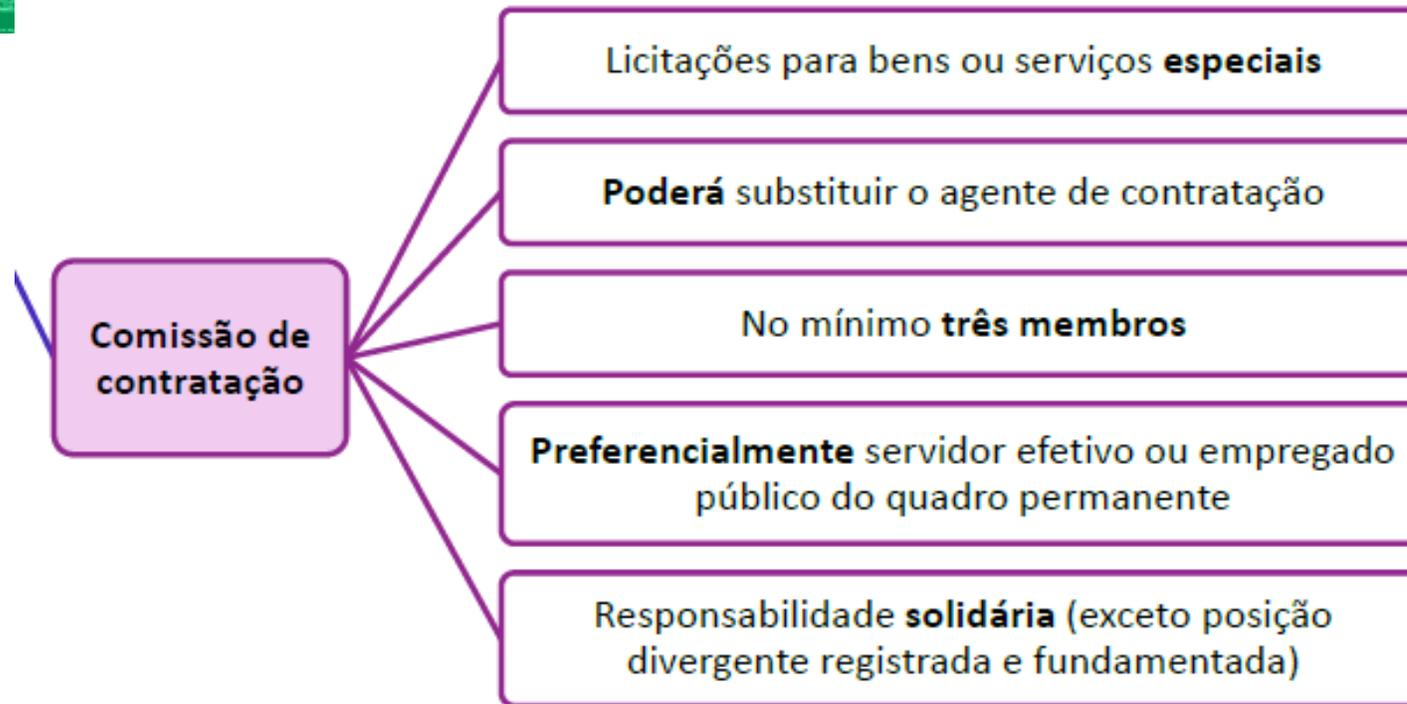 Licitações para bens ou serviços especiais
Poderá substituir o agente de contratação
Comissão de
contratação
No mínimo três membros
Preferencialmente servidor efetivo ou empregado
público do quadro permanente
Responsabilidade solidária (exceto posição
divergente registrada e fundamentada)